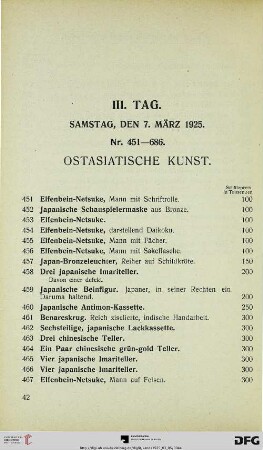 III. TAG.
SAMSTAG, DEN 7. MÄRZ 1925.
Nr. 451—686.
OSTASIATISCHE KUNST.
451 Elfenbein-Netsuke, Mann mit Schriftrolle. 100
452 Japanische Schauspielermaske aus Bronze. 100
453 Elfenbein-Netsuke. 100
454 Elfenbein-Netsuke, darstellend Daikoku. 100
455 Elfenbein-Netsuke, Mann mit Fächer. 100
456 Elfenbein-Netsuke, Mann mit Sakeflasche. 100
457 Japan-Bronzeleuchter, Reiher auf Schildkröte. 150
458 Drei japanische Imariteller. 200
Davon einer defekt.
459 Japanische Beinfigur. Japaner, in seiner Rechten ein
Daruma haltend. 200
460 Japanische Antimon-Kassette. 250
461 Benareskrug. Reich ziselierte, indische Handarbeit. 300
462 Sechsteilige, japanische Lackkassette. 300
463 Drei chinesische Teller. 300
464 Ein Paar chinesische grün-gold Teller. 300
465 Vier japanische Imariteller. 300
466 Vier japanische Imariteller. 300
467 Elfenbein-Netsuke, Mann auf Felsen. 300
42
UNIVERSITÄTS-
BIBLIOTHEK
HEIDELBERG
DFG